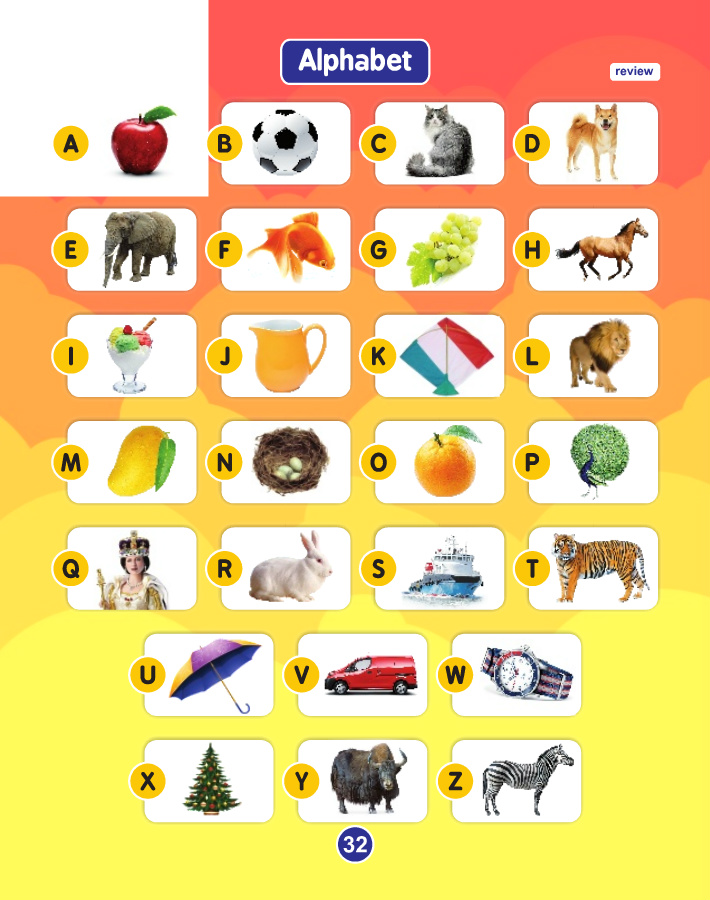 Alphabet
review
A B C D
E F G H
I J K L
M N O P
Q R S T
U V W
X Y Z
32